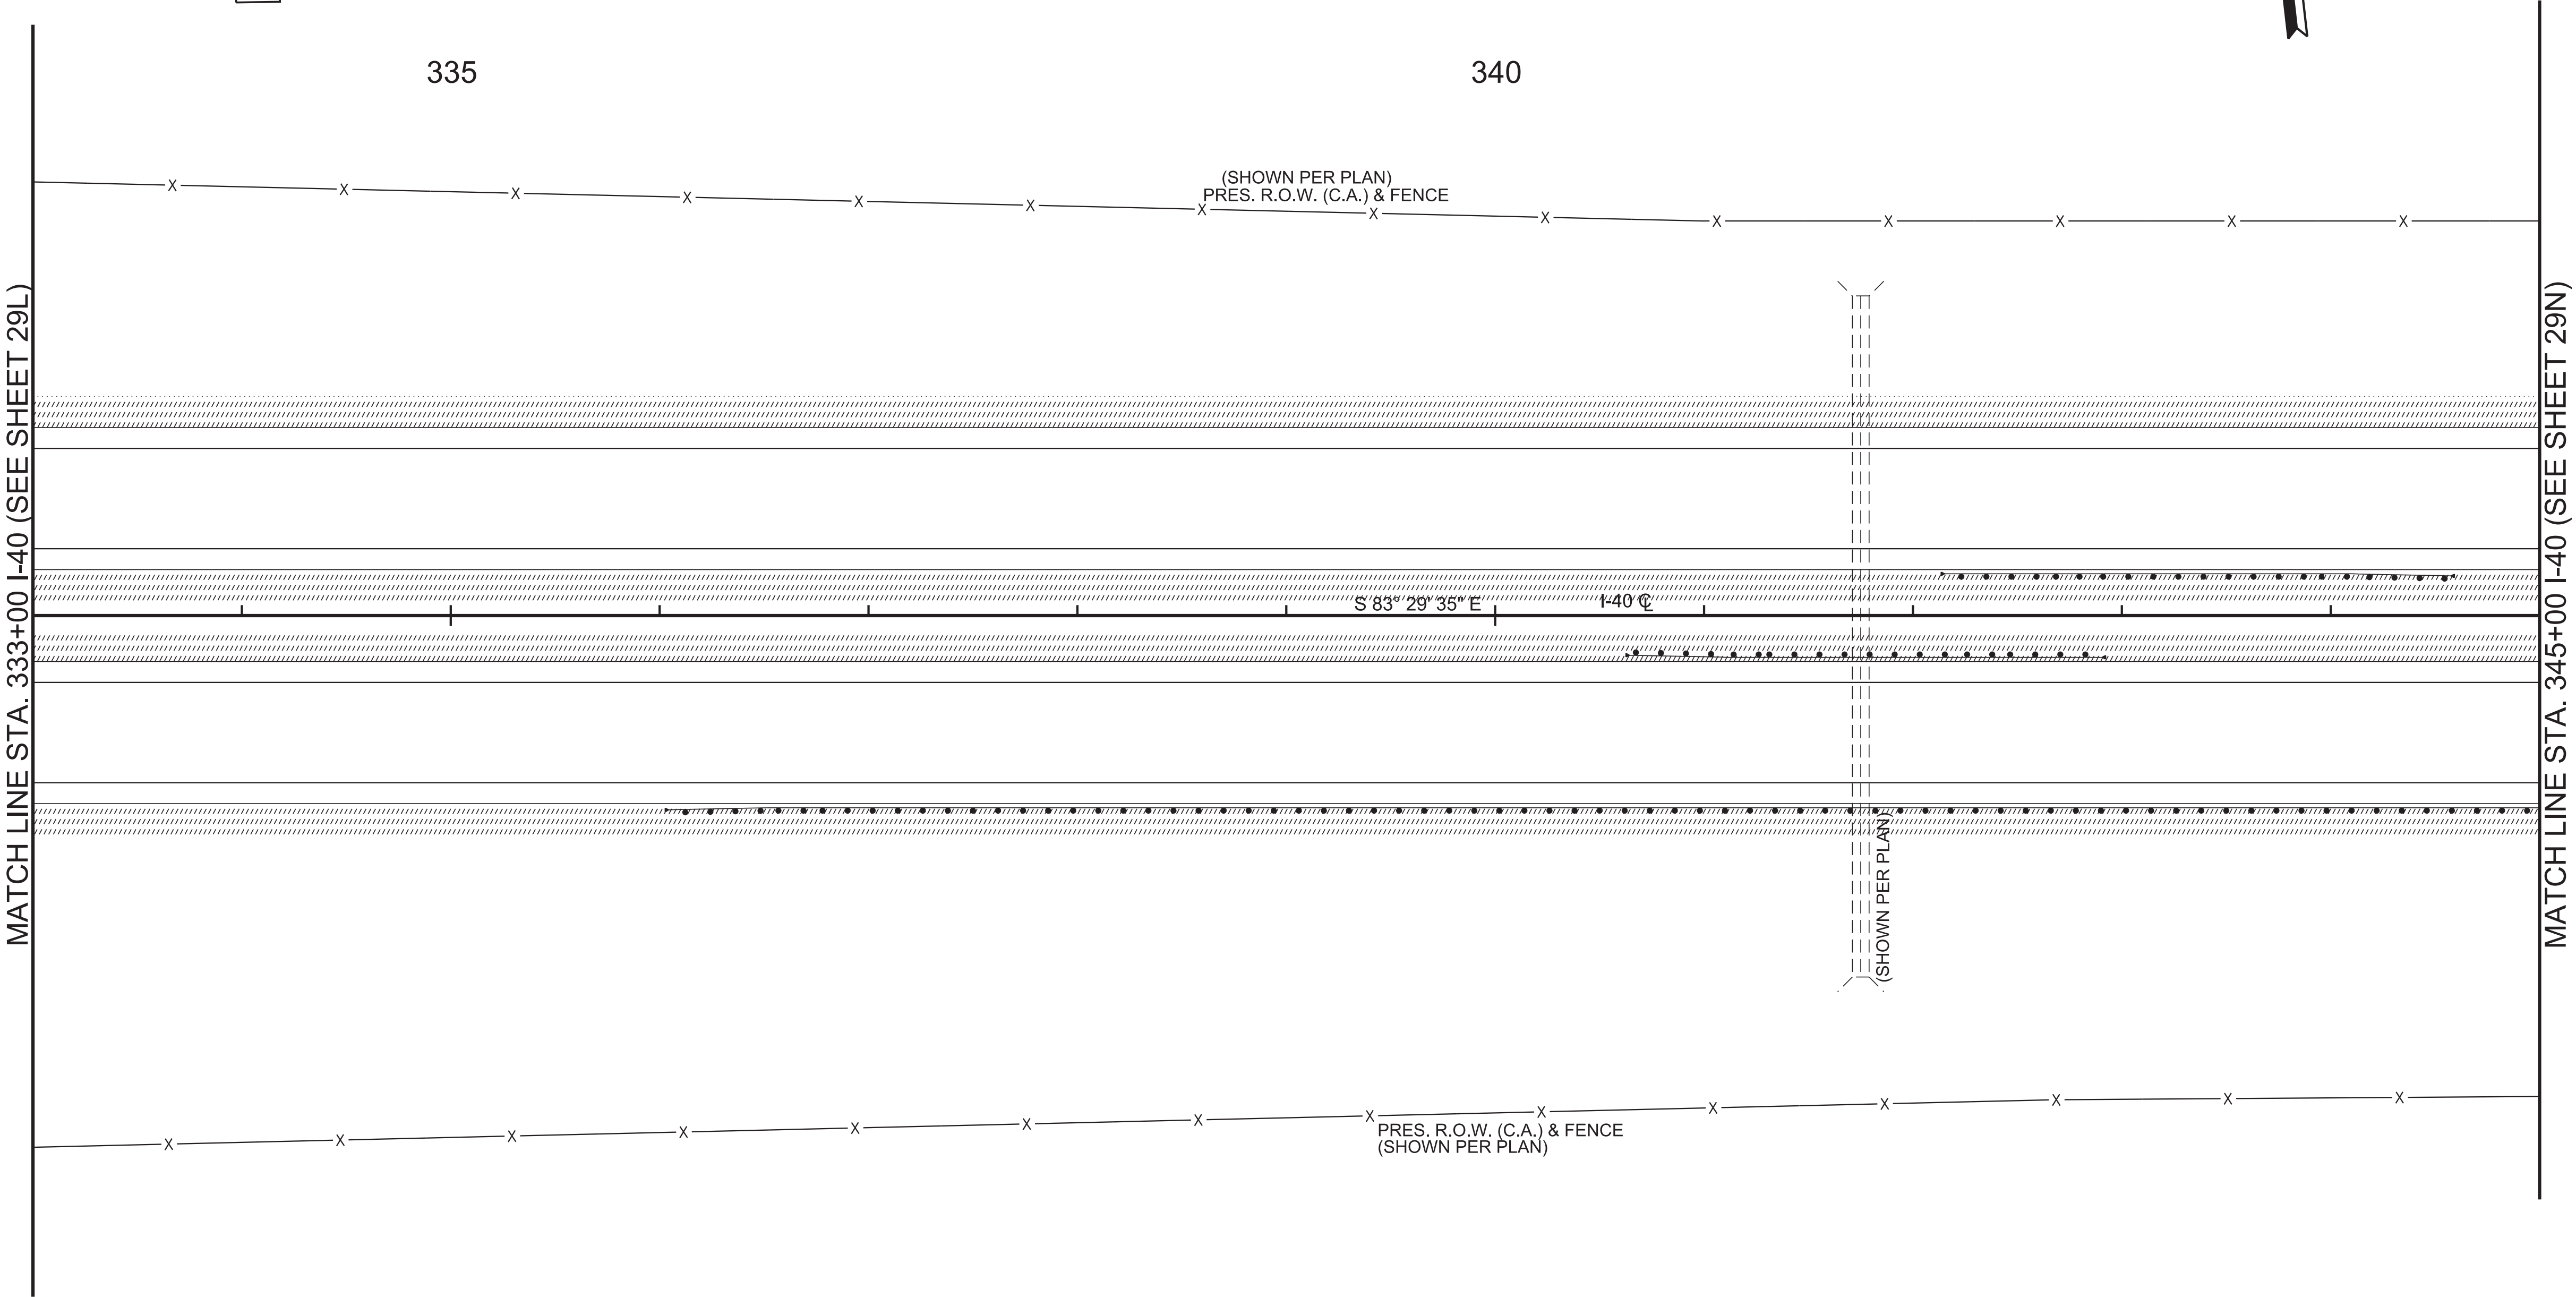 335
340
(SHOWN PER PLAN)
PRES. R.O.W. (C.A.) & FENCE
MATCH LINE STA. 333+00 I-40 (SEE SHEET 29L)
MATCH LINE STA. 345+00 I-40 (SEE SHEET 29N)
S 83° 29' 35" E
I-40 ℄
(SHOWN PER PLAN)
PRES. R.O.W. (C.A.) & FENCE
(SHOWN PER PLAN)